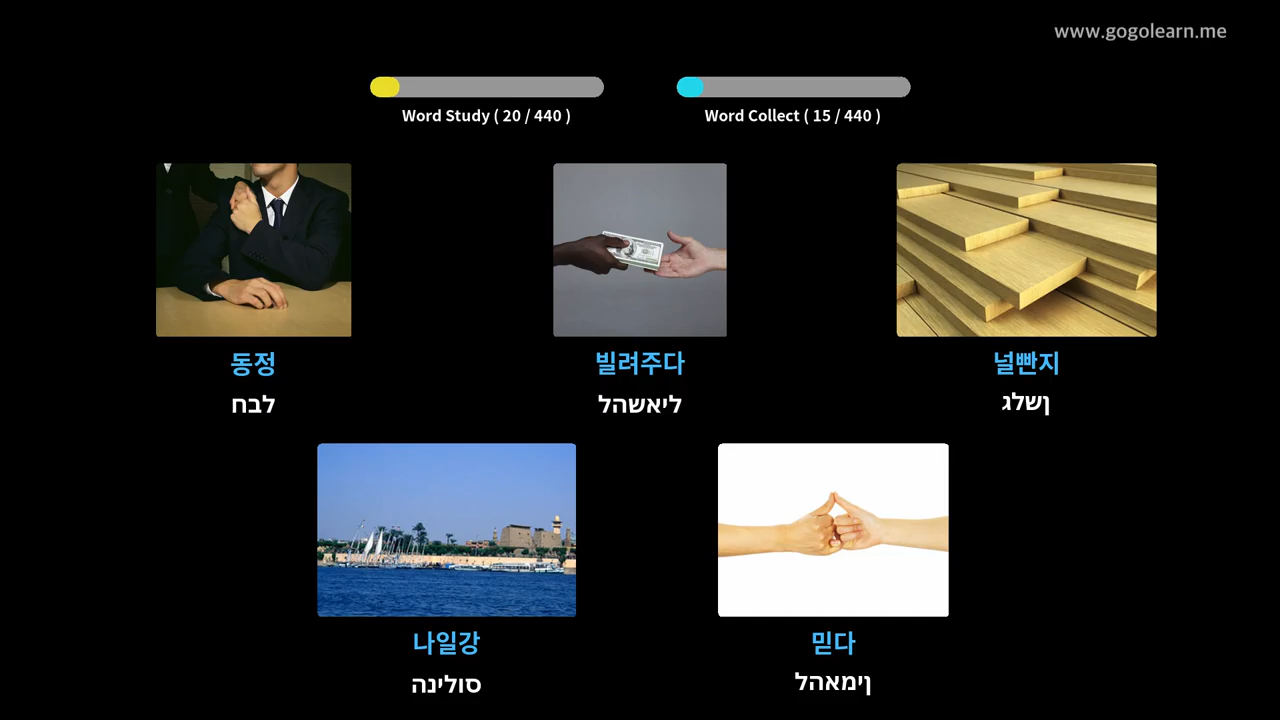 www.gogolearn.me
Word Study ( 20 / 440 )
Word Collect ( 15 / 440 )
동정
빌려주다
널빤지
חבל
להשאיל
גלשן
나일강
믿다
הנילוס
להאמין